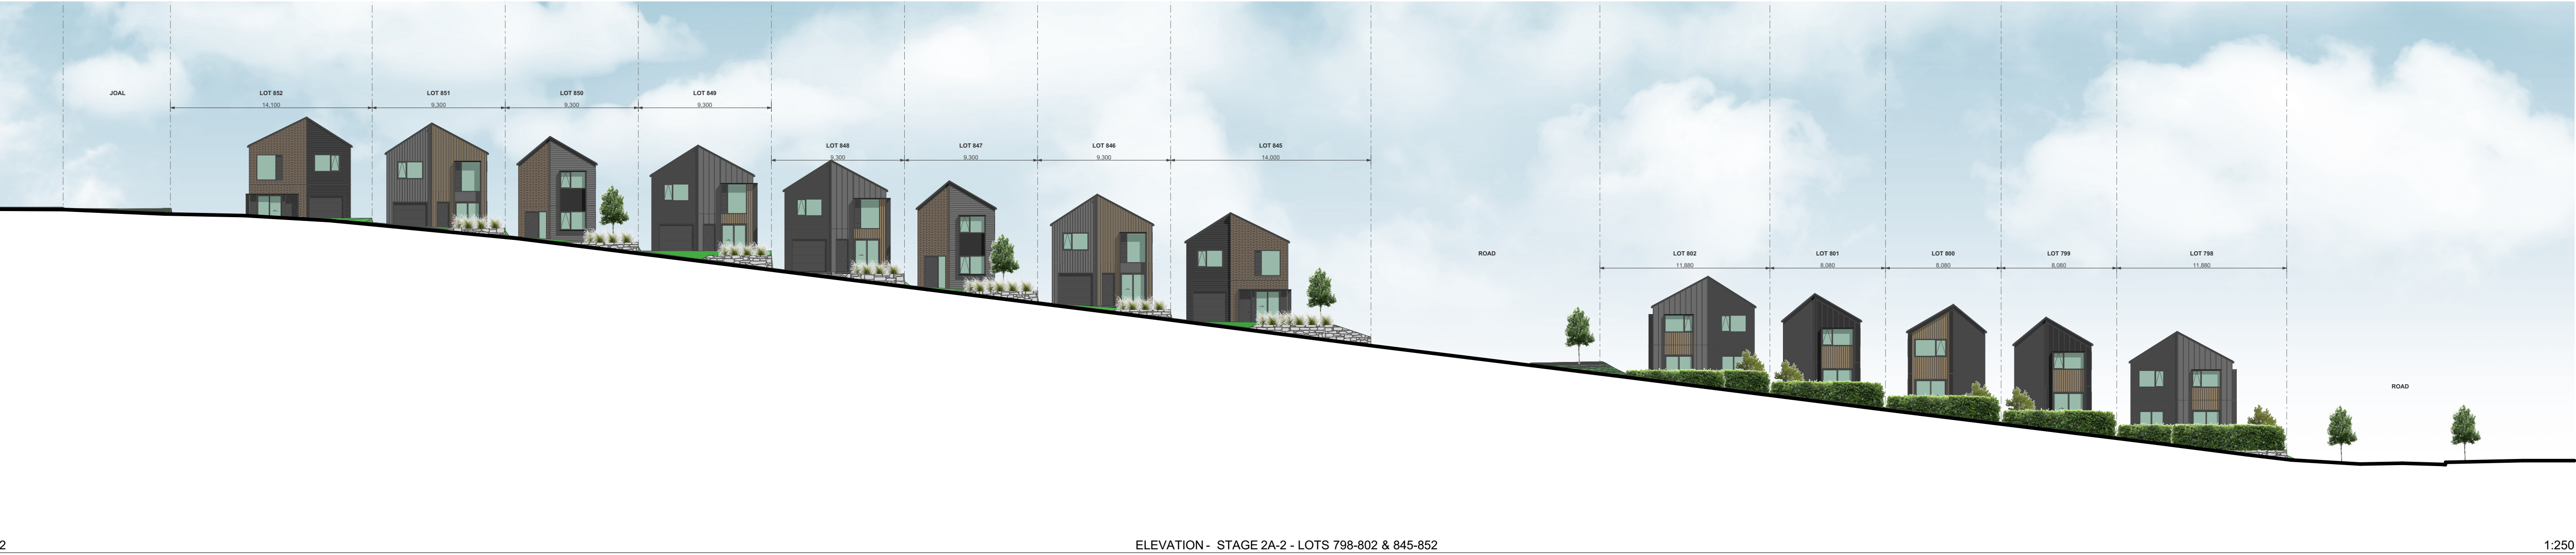 JOAL
LOT 852
14,100
LOT 851
9,300
LOT 850
9,300
LOT 849
9,300
LOT 848
9,300
LOT 847
9,300
LOT 846
9,300
LOT 845
14,000
ROAD
LOT 802
11,880
LOT 801
8,080
LOT 800
8,080
LOT 799
8,080
LOT 798
11,880
ROAD
2
ELEVATION - STAGE 2A-2 - LOTS 798-802 & 845-852
1:250